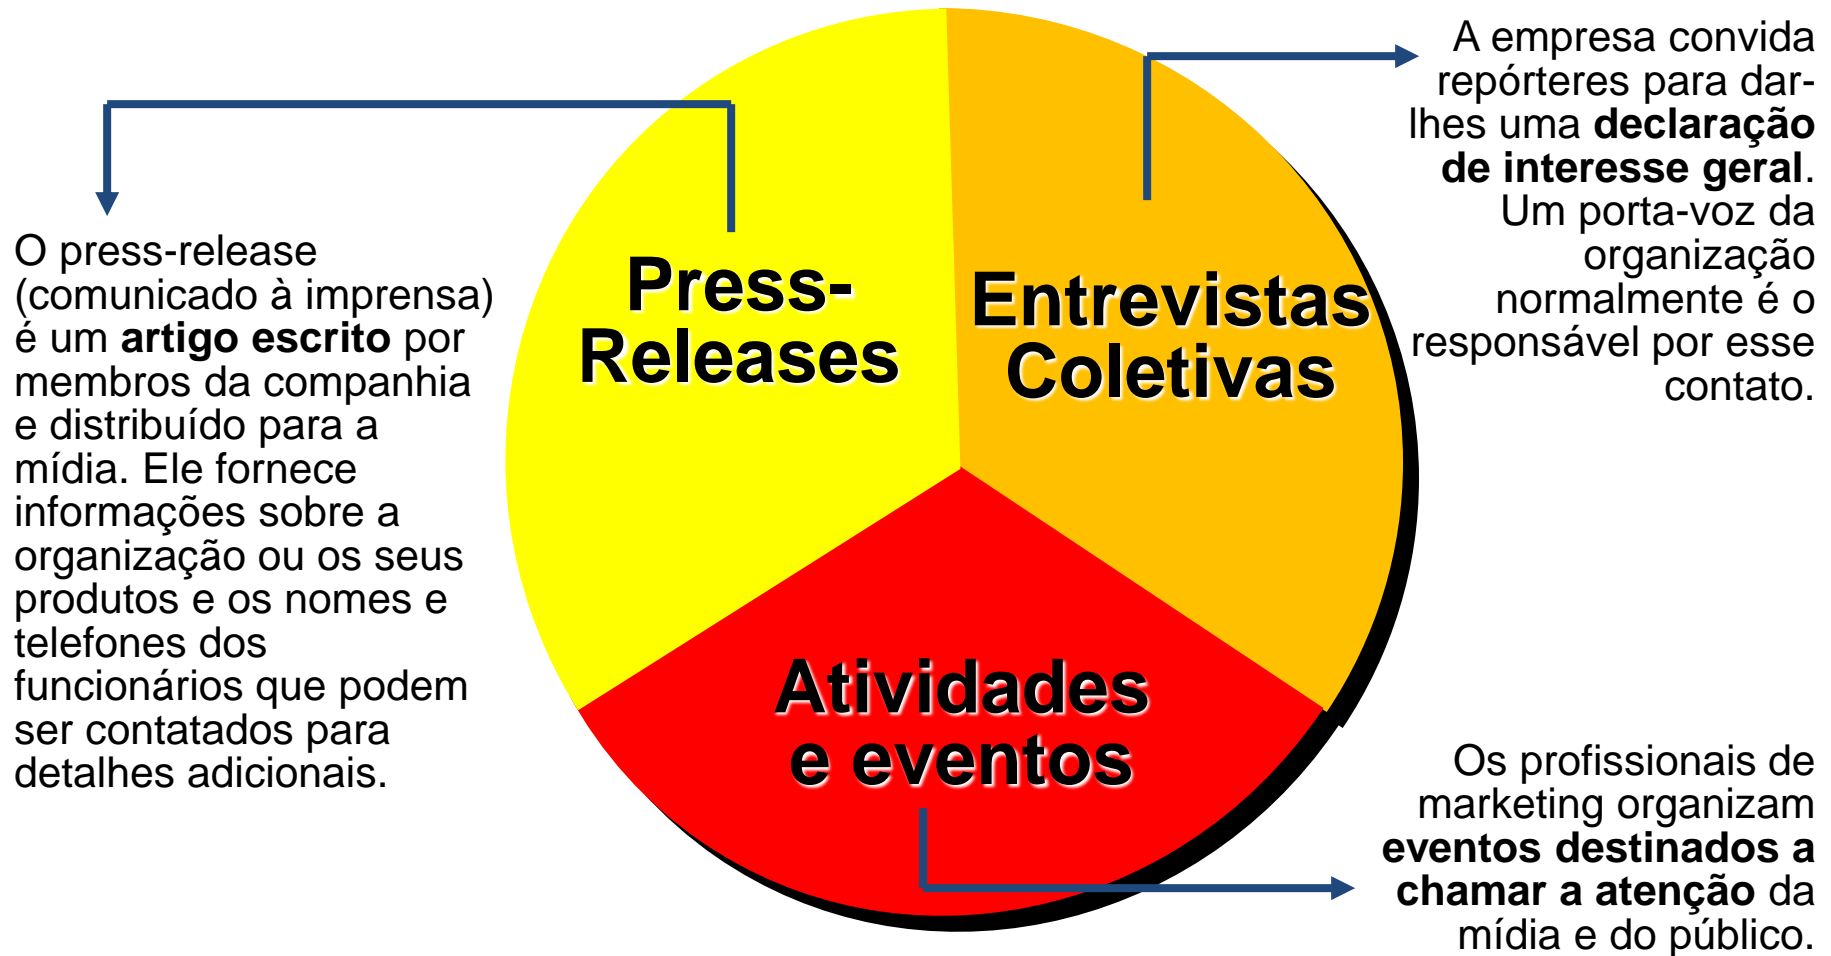 O press-release
(comunicado à imprensa)
é um artigo escrito por
membros da companhia
e distribuído para a
mídia. Ele fornece
informações sobre a
organização ou os seus
produtos e os nomes e
telefones dos
funcionários que podem
ser contatados para
detalhes adicionais.
Press-
Releases
Entrevistas
Coletivas
Atividades
e eventos
A empresa convida
repórteres para dar-
lhes uma declaração
de interesse geral.
Um porta-voz da
organização
normalmente é o
responsável por esse
contato.
Os profissionais de
marketing organizam
eventos destinados a
chamar a atenção da
mídia e do público.